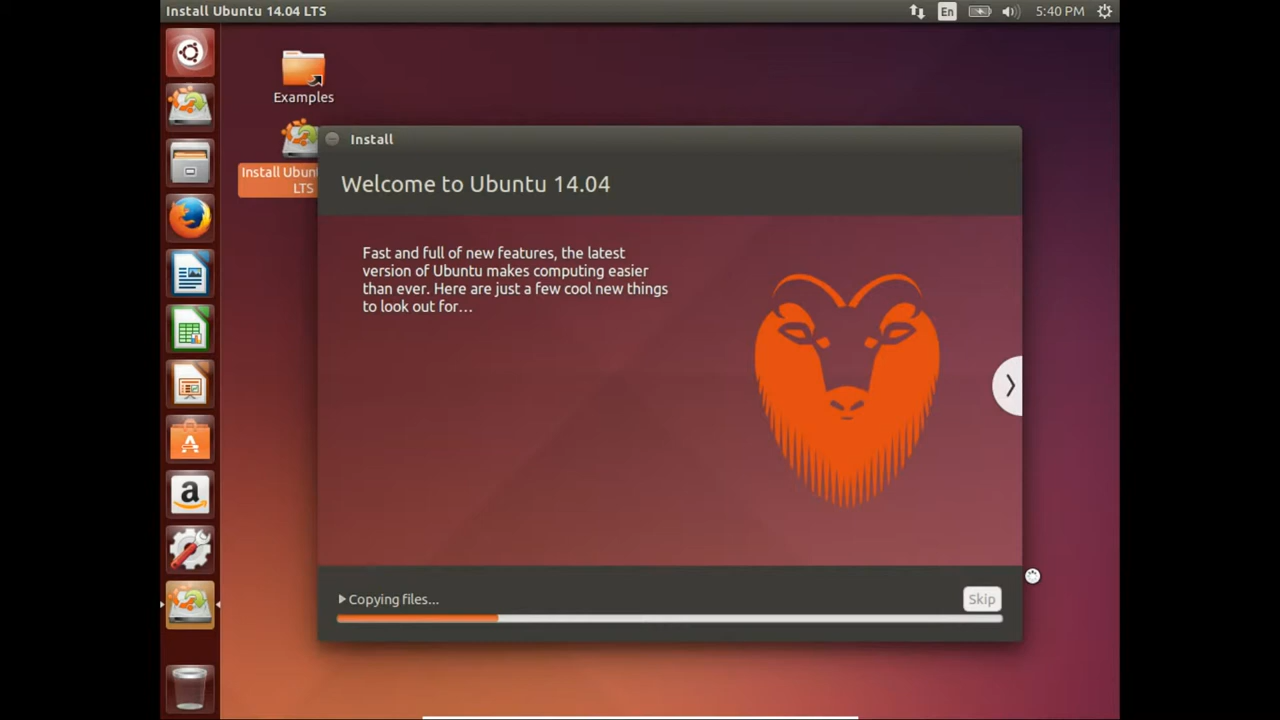 Install Ubuntu 14.04 LTS
En
5:40 PM
Examples
Install Ubun
LTS
Install
Welcome to Ubuntu 14.04
Fast and full of new features, the latest
version of Ubuntu makes computing easier
than ever. Here are just a few cool new things
to look out for...
Copying files...
Skip